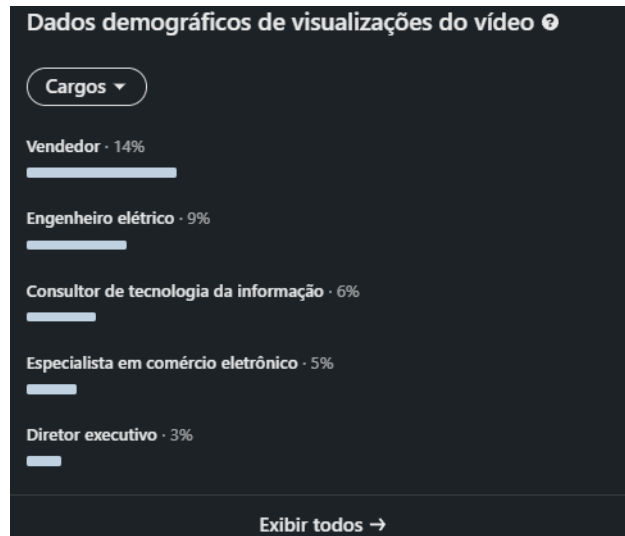 Dados demográficos de visualizações do vídeo ?
Cargos
Vendedor · 14%
Engenheiro elétrico · 9%
Consultor de tecnologia da informação · 6%
Especialista em comércio eletrônico · 5%
Diretor executivo · 3%
Exibir todos →